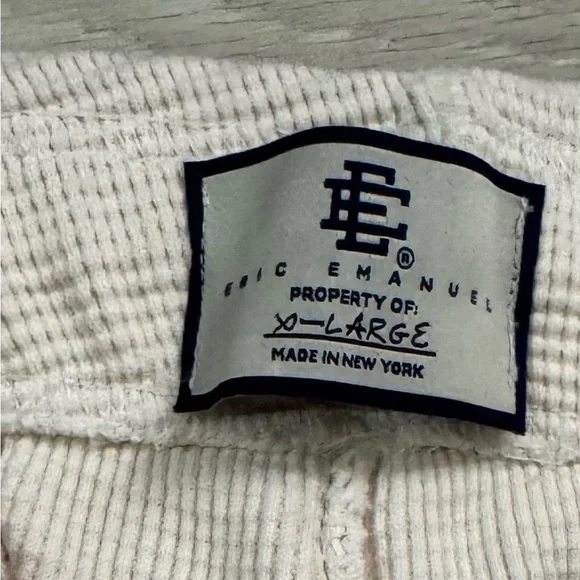 EE
®
ERIC EMANUEL
PROPERTY OF:
X-LARGE
MADE IN NEW YORK